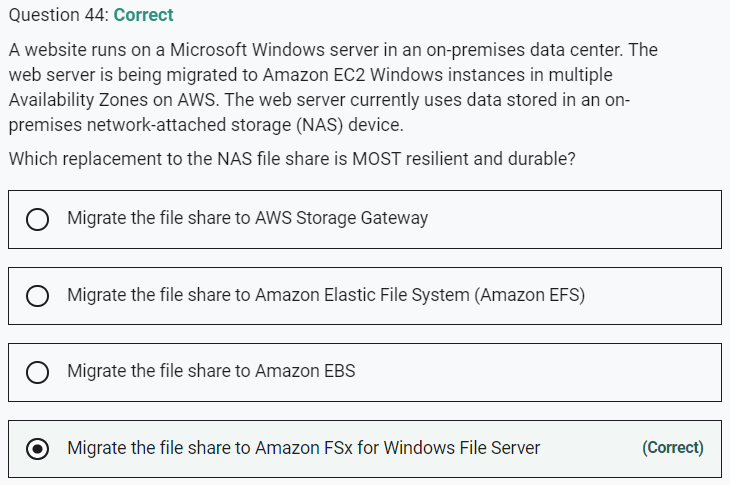 Question 44: Correct
A website runs on a Microsoft Windows server in an on-premises data center. The
web server is being migrated to Amazon EC2 Windows instances in multiple
Availability Zones on AWS. The web server currently uses data stored in an on-
premises network-attached storage (NAS) device.
Which replacement to the NAS file share is MOST resilient and durable?
Migrate the file share to AWS Storage Gateway
Migrate the file share to Amazon Elastic File System (Amazon EFS)
Migrate the file share to Amazon EBS
Migrate the file share to Amazon FSx for Windows File Server (Correct)